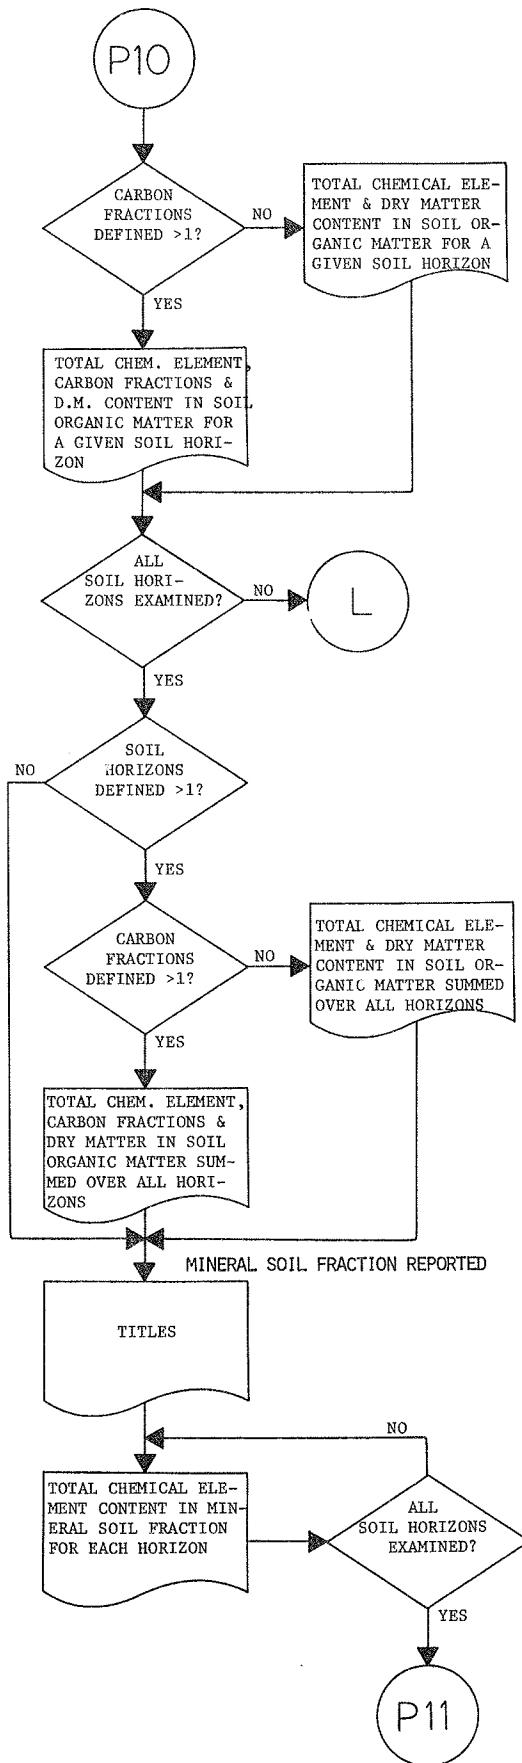 P10
CARBON
FRACTIONS
DEFINED >1?
NO
TOTAL CHEMICAL ELE-
MENT & DRY MATTER
CONTENT IN SOIL OR-
GANIC MATTER FOR A
GIVEN SOIL HORIZON
YES
TOTAL CHEM. ELEMENT,
CARBON FRACTIONS &
D.M. CONTENT IN SOIL
ORGANIC MATTER FOR
A GIVEN SOIL HORI-
ZON
ALL
SOIL HORI-
ZONS EXAMINED?
NO
L
YES
SOIL
HORIZONS
DEFINED >1?
NO
YES
CARBON
FRACTIONS
DEFINED >1?
NO
TOTAL CHEMICAL ELE-
MENT & DRY MATTER
CONTENT IN SOIL OR-
GANIC MATTER SUMMED
OVER ALL HORIZONS
YES
TOTAL CHEM. ELEMENT,
CARBON FRACTIONS &
DRY MATTER IN SOIL
ORGANIC MATTER SUM-
MED OVER ALL HORI-
ZONS
MINERAL SOIL FRACTION REPORTED
TITLES
NO
TOTAL CHEMICAL ELE-
MENT CONTENT IN MIN-
ERAL SOIL FRACTION
FOR EACH HORIZON
ALL
SOIL HORIZONS
EXAMINED?
YES
P11